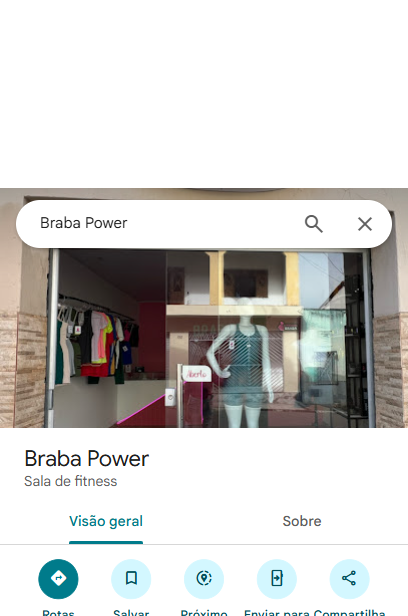 Braba Power
Aberto
Braba Power
Sala de fitness
Visão geral
Sobre
Rotas
Salvar
Próximo
Enviar para
Compartilha